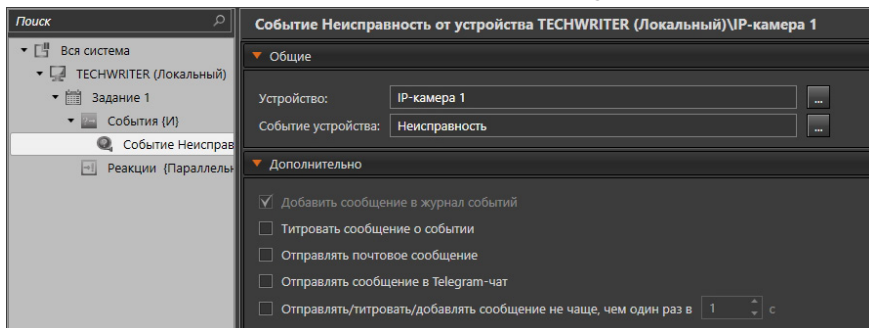 Поиск
Вся система
TECHWRITER (Локальный)
Задание 1
События (И)
Событие Неисправ
Реакции (Параллелы
Событие Неисправность от устройства TECHWRITER (Локальный)\IP-камера 1
Общие
Устройство: IP-камера 1 ...
Событие устройства: Неисправность ...
Дополнительно
Добавить сообщение в журнал событий
Титровать сообщение о событии
Отправлять почтовое сообщение
Отправлять сообщение в Telegram-чат
Отправлять/титровать/добавлять сообщение не чаще, чем один раз в 1 с